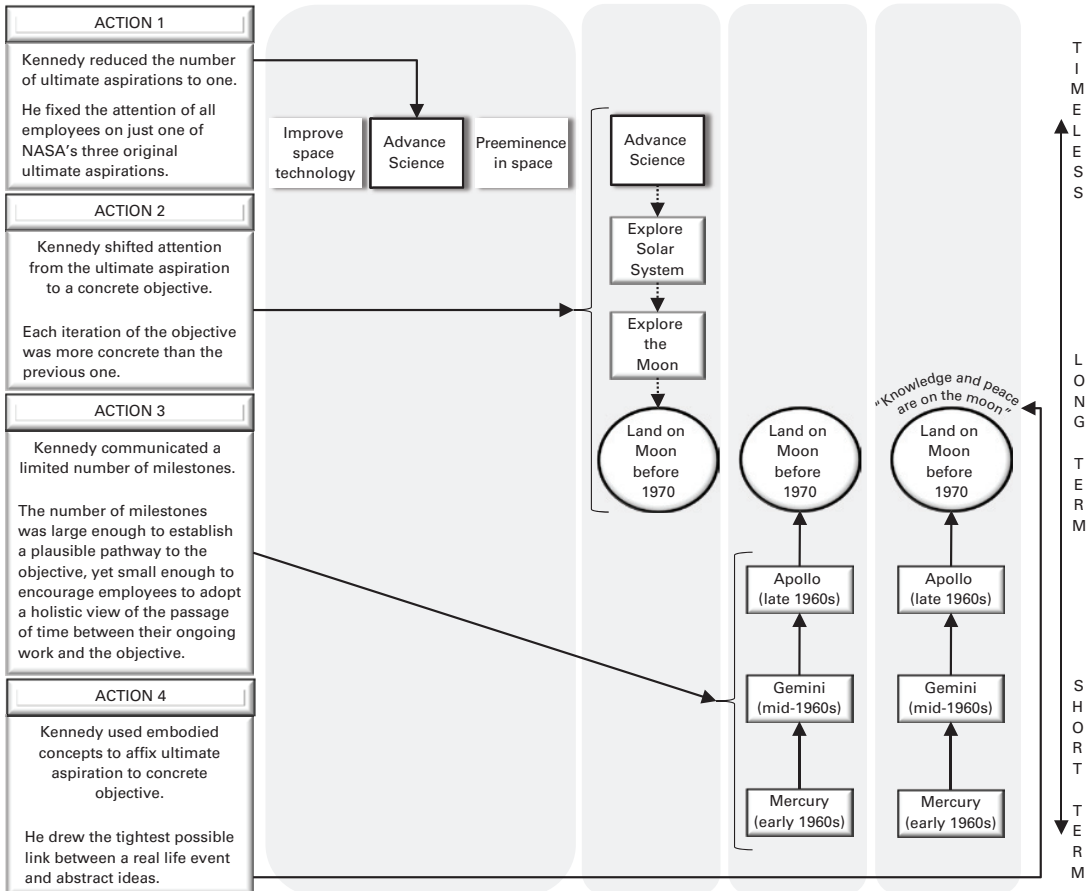 ACTION 1
Kennedy reduced the number
of ultimate aspirations to one.
He fixed the attention of all
employees on just one of
NASA's three original
ultimate aspirations.
ACTION 2
Kennedy shifted attention
from the ultimate aspiration
to a concrete objective.
Each iteration of the objective
was more concrete than the
previous one.
ACTION 3
Kennedy communicated a
limited number of milestones.
The number of milestones
was large enough to establish
a plausible pathway to the
objective, yet small enough to
encourage employees to adopt
a holistic view of the passage
of time between their ongoing
work and the objective.
ACTION 4
Kennedy used embodied
concepts to affix ultimate
aspiration to concrete
objective.
He drew the tightest possible
link between a real life event
and abstract ideas.
Improve
space
technology
Advance
Science
Preeminence
in space
Advance
Science
Explore
Solar
System
Explore
the
Moon
Land on
Moon
before
1970
Land on
Moon
before
1970
Apollo
(late 1960s)
Gemini
(mid-1960s)
Mercury
(early 1960s)
"Knowledge and peace
are on the moon"
Land on
Moon
before
1970
Apollo
(late 1960s)
Gemini
(mid-1960s)
Mercury
(early 1960s)
TIMELESS
LONG TERM
SHORT TERM